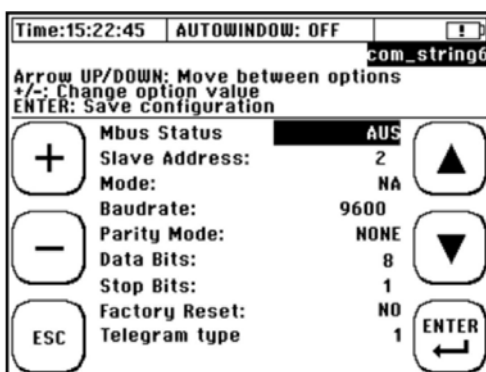 Time:15:22:45 AUTOWINDOW: OFF !
com_string6
Arrow UP/DOWN: Move between options
+/-: Change option value
ENTER: Save configuration
+ Mbus Status AUS ▲
Slave Address: 2
Mode: NA
Baudrate: 9600
− Parity Mode: NONE ▼
Data Bits: 8
Stop Bits: 1
Factory Reset: NO
ESC Telegram type 1 ENTER